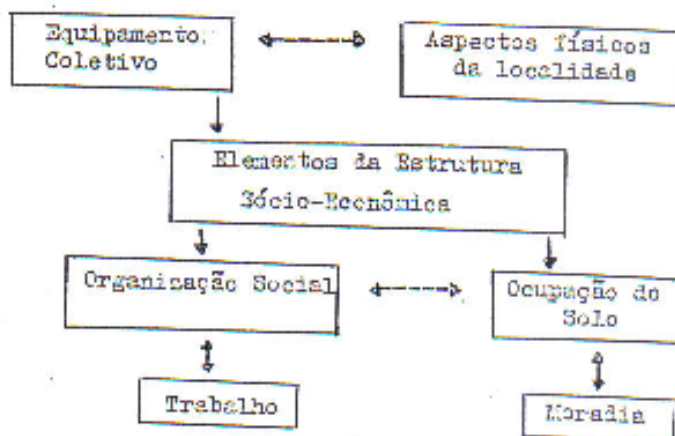 Equipamento
Coletivo
Aspectos físicos
da localidade
Elementos da Estrutura
Sócio-Econômica
Organização Social
Ocupação do
Solo
Trabalho
Moradia